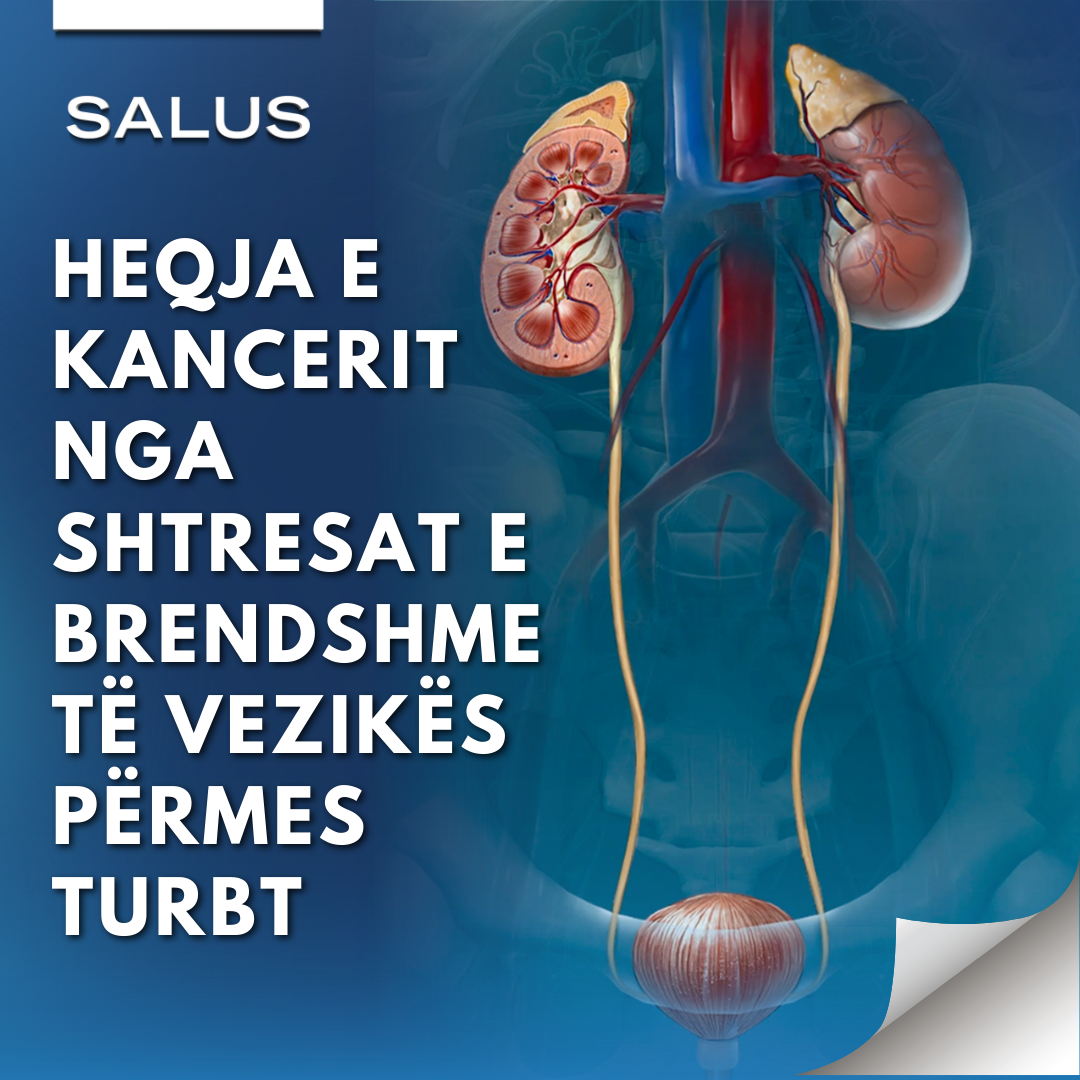 SALUS
HEQJA E
KANCERIT
NGA
SHTRESAT E
BRENDSHME
TË VEZIKËS
PËRMES
TURBT